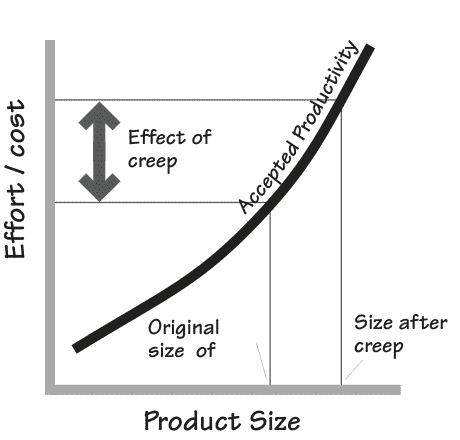 Effort / cost
Effect of
creep
Accepted Productivity
Original
size of
Size after
creep
Product Size